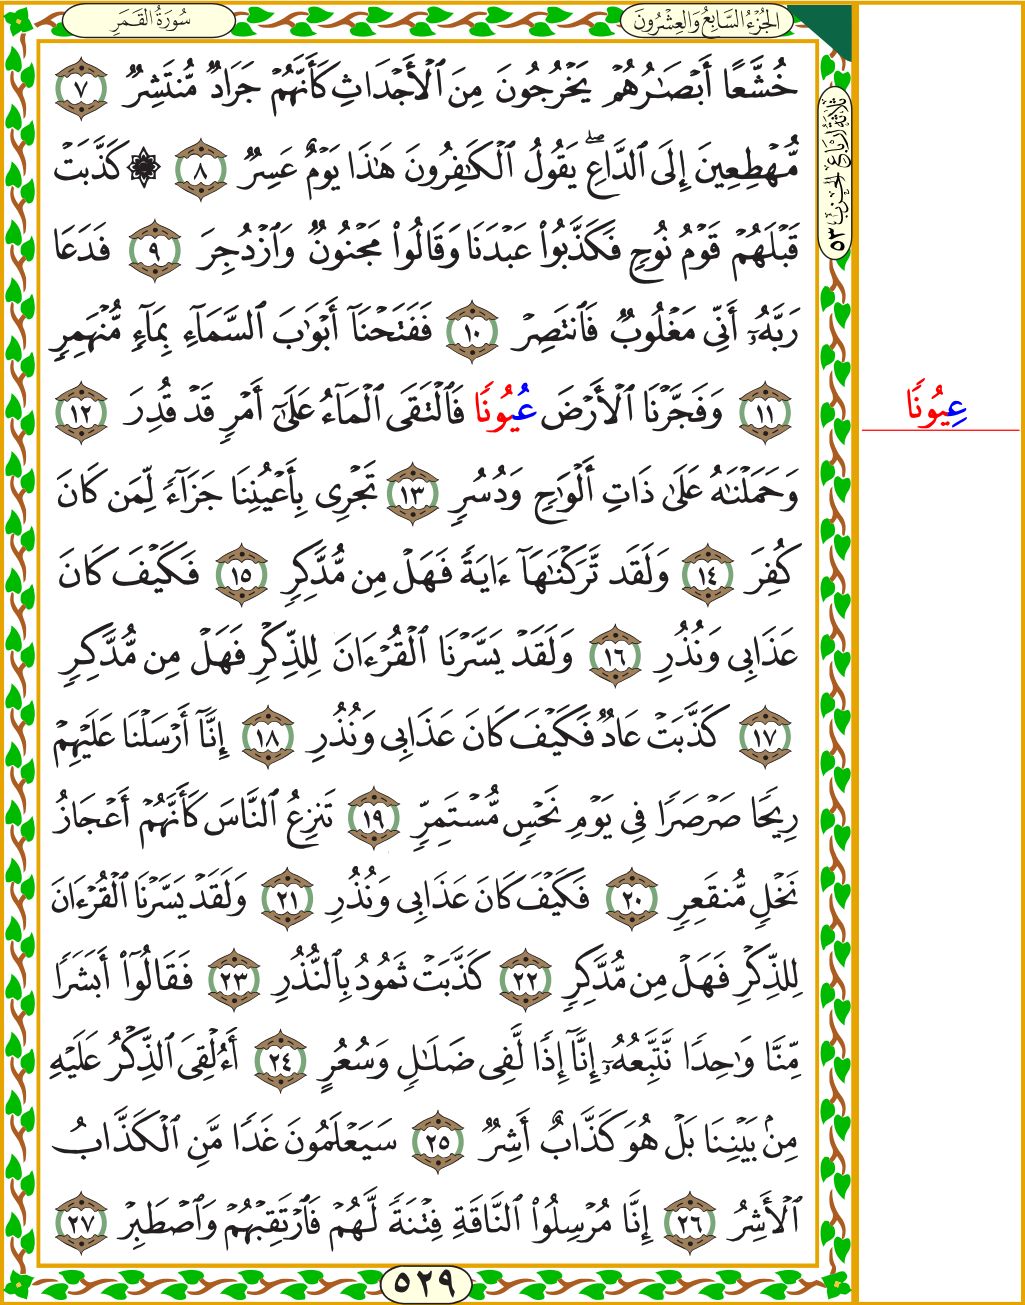 سُورَةُ القَمَرِ
الجُزْءُ السَّابِعُ وَالعِشْرُونَ
خُشَّعًا أَبْصَٰرُهُمْ يَخْرُجُونَ مِنَ ٱلْأَجْدَاثِ كَأَنَّهُمْ جَرَادٌ مُّنتَشِرٌ ٧
مُّهْطِعِينَ إِلَى ٱلدَّاعِ ۖ يَقُولُ ٱلْكَٰفِرُونَ هَٰذَا يَوْمٌ عَسِرٌ ٨ ۞ كَذَّبَتْ
قَبْلَهُمْ قَوْمُ نُوحٍ فَكَذَّبُوا۟ عَبْدَنَا وَقَالُوا۟ مَجْنُونٌ وَٱزْدُجِرَ ٩ فَدَعَا
رَبَّهُۥٓ أَنِّى مَغْلُوبٌ فَٱنتَصِرْ ١٠ فَفَتَحْنَآ أَبْوَٰبَ ٱلسَّمَآءِ بِمَآءٍ مُّنْهَمِرٍ
١١ وَفَجَّرْنَا ٱلْأَرْضَ عُيُونًا فَٱلْتَقَى ٱلْمَآءُ عَلَىٰٓ أَمْرٍ قَدْ قُدِرَ ١٢
وَحَمَلْنَٰهُ عَلَىٰ ذَاتِ أَلْوَٰحٍ وَدُسُرٍ ١٣ تَجْرِى بِأَعْيُنِنَا جَزَآءً لِّمَن كَانَ
كُفِرَ ١٤ وَلَقَد تَّرَكْنَٰهَآ ءَايَةً فَهَلْ مِن مُّدَّكِرٍ ١٥ فَكَيْفَ كَانَ
عَذَابِى وَنُذُرِ ١٦ وَلَقَدْ يَسَّرْنَا ٱلْقُرْءَانَ لِلذِّكْرِ فَهَلْ مِن مُّدَّكِرٍ
١٧ كَذَّبَتْ عَادٌ فَكَيْفَ كَانَ عَذَابِى وَنُذُرِ ١٨ إِنَّآ أَرْسَلْنَا عَلَيْهِمْ
رِيحًا صَرْصَرًا فِى يَوْمِ نَحْسٍ مُّسْتَمِرٍّ ١٩ تَنزِعُ ٱلنَّاسَ كَأَنَّهُمْ أَعْجَازُ
نَخْلٍ مُّنقَعِرٍ ٢٠ فَكَيْفَ كَانَ عَذَابِى وَنُذُرِ ٢١ وَلَقَدْ يَسَّرْنَا ٱلْقُرْءَانَ
لِلذِّكْرِ فَهَلْ مِن مُّدَّكِرٍ ٢٢ كَذَّبَتْ ثَمُودُ بِٱلنُّذُرِ ٢٣ فَقَالُوٓا۟ أَبَشَرًا
مِّنَّا وَٰحِدًا نَّتَّبِعُهُۥٓ إِنَّآ إِذًا لَّفِى ضَلَٰلٍ وَسُعُرٍ ٢٤ أَءُلْقِىَ ٱلذِّكْرُ عَلَيْهِ
مِنۢ بَيْنِنَا بَلْ هُوَ كَذَّابٌ أَشِرٌ ٢٥ سَيَعْلَمُونَ غَدًا مَّنِ ٱلْكَذَّابُ
ٱلْأَشِرُ ٢٦ إِنَّا مُرْسِلُوا۟ ٱلنَّاقَةِ فِتْنَةً لَّهُمْ فَٱرْتَقِبْهُمْ وَٱصْطَبِرْ ٢٧
٥٢٩
ثَلَاثَةُ أَرْبَاعِ الحِزْبِ ٥٣
عِيُونًا